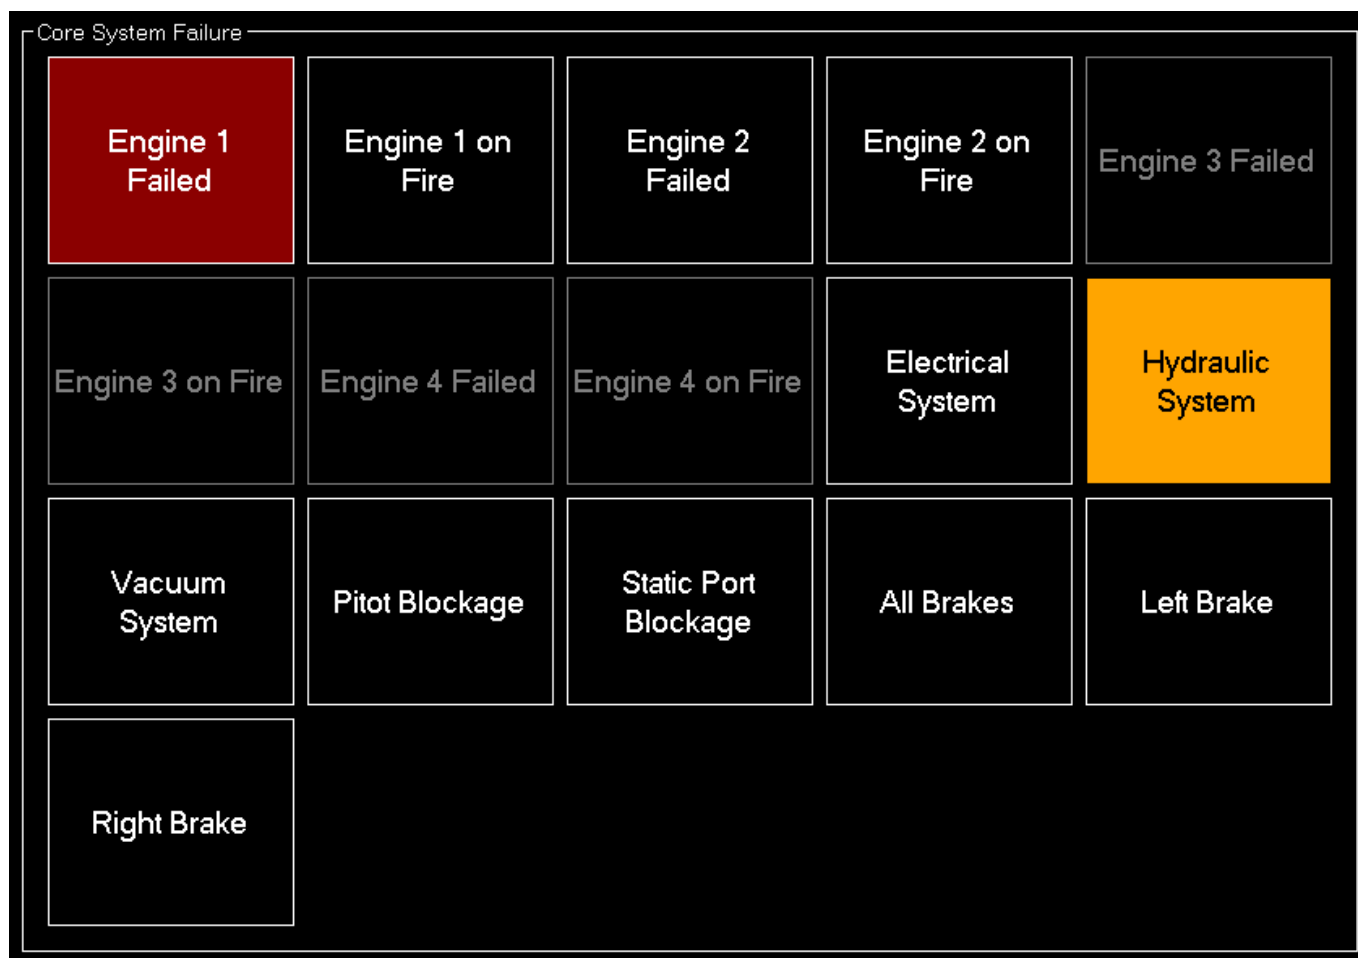 Core System Failure
Engine 1
Failed
Engine 1 on
Fire
Engine 2
Failed
Engine 2 on
Fire
Engine 3 Failed
Engine 3 on Fire
Engine 4 Failed
Engine 4 on Fire
Electrical
System
Hydraulic
System
Vacuum
System
Pitot Blockage
Static Port
Blockage
All Brakes
Left Brake
Right Brake